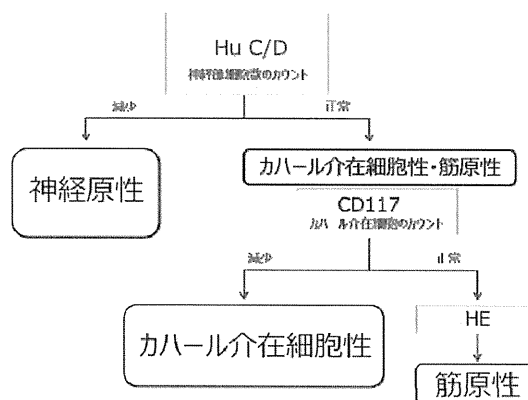 Hu C/D
神経節細胞数のカウント
減少
正常
神経原性
カハール介在細胞性・筋原性
CD117
カハール介在細胞のカウント
減少
正常
カハール介在細胞性
HE
筋原性